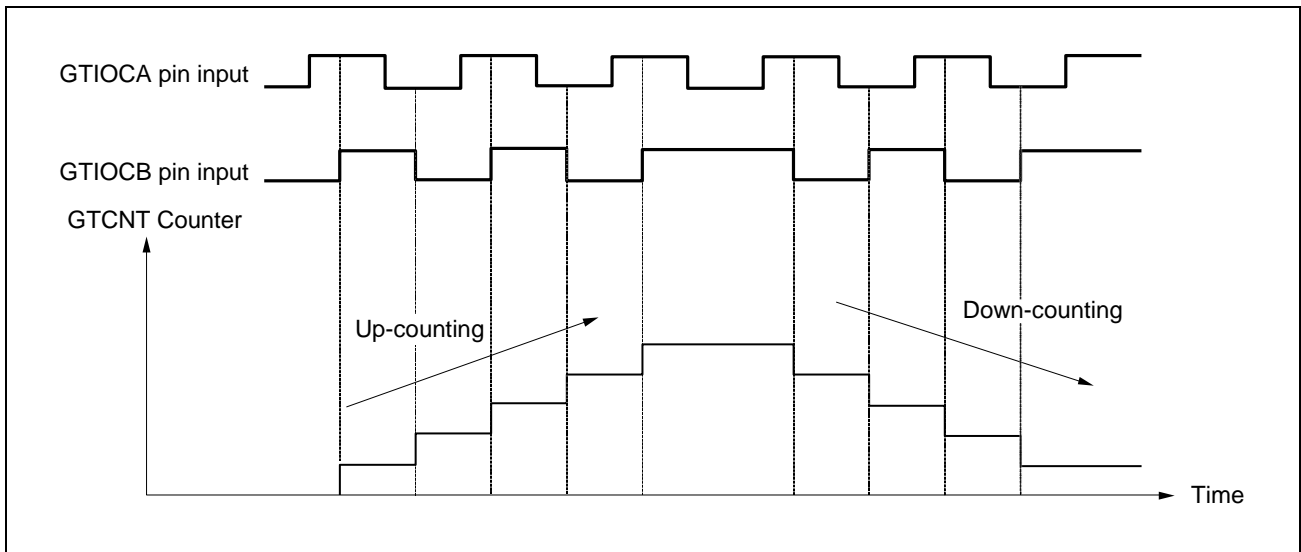 GTIOCA pin input
GTIOCB pin input
GTCNT Counter
Up-counting
Down-counting
Time